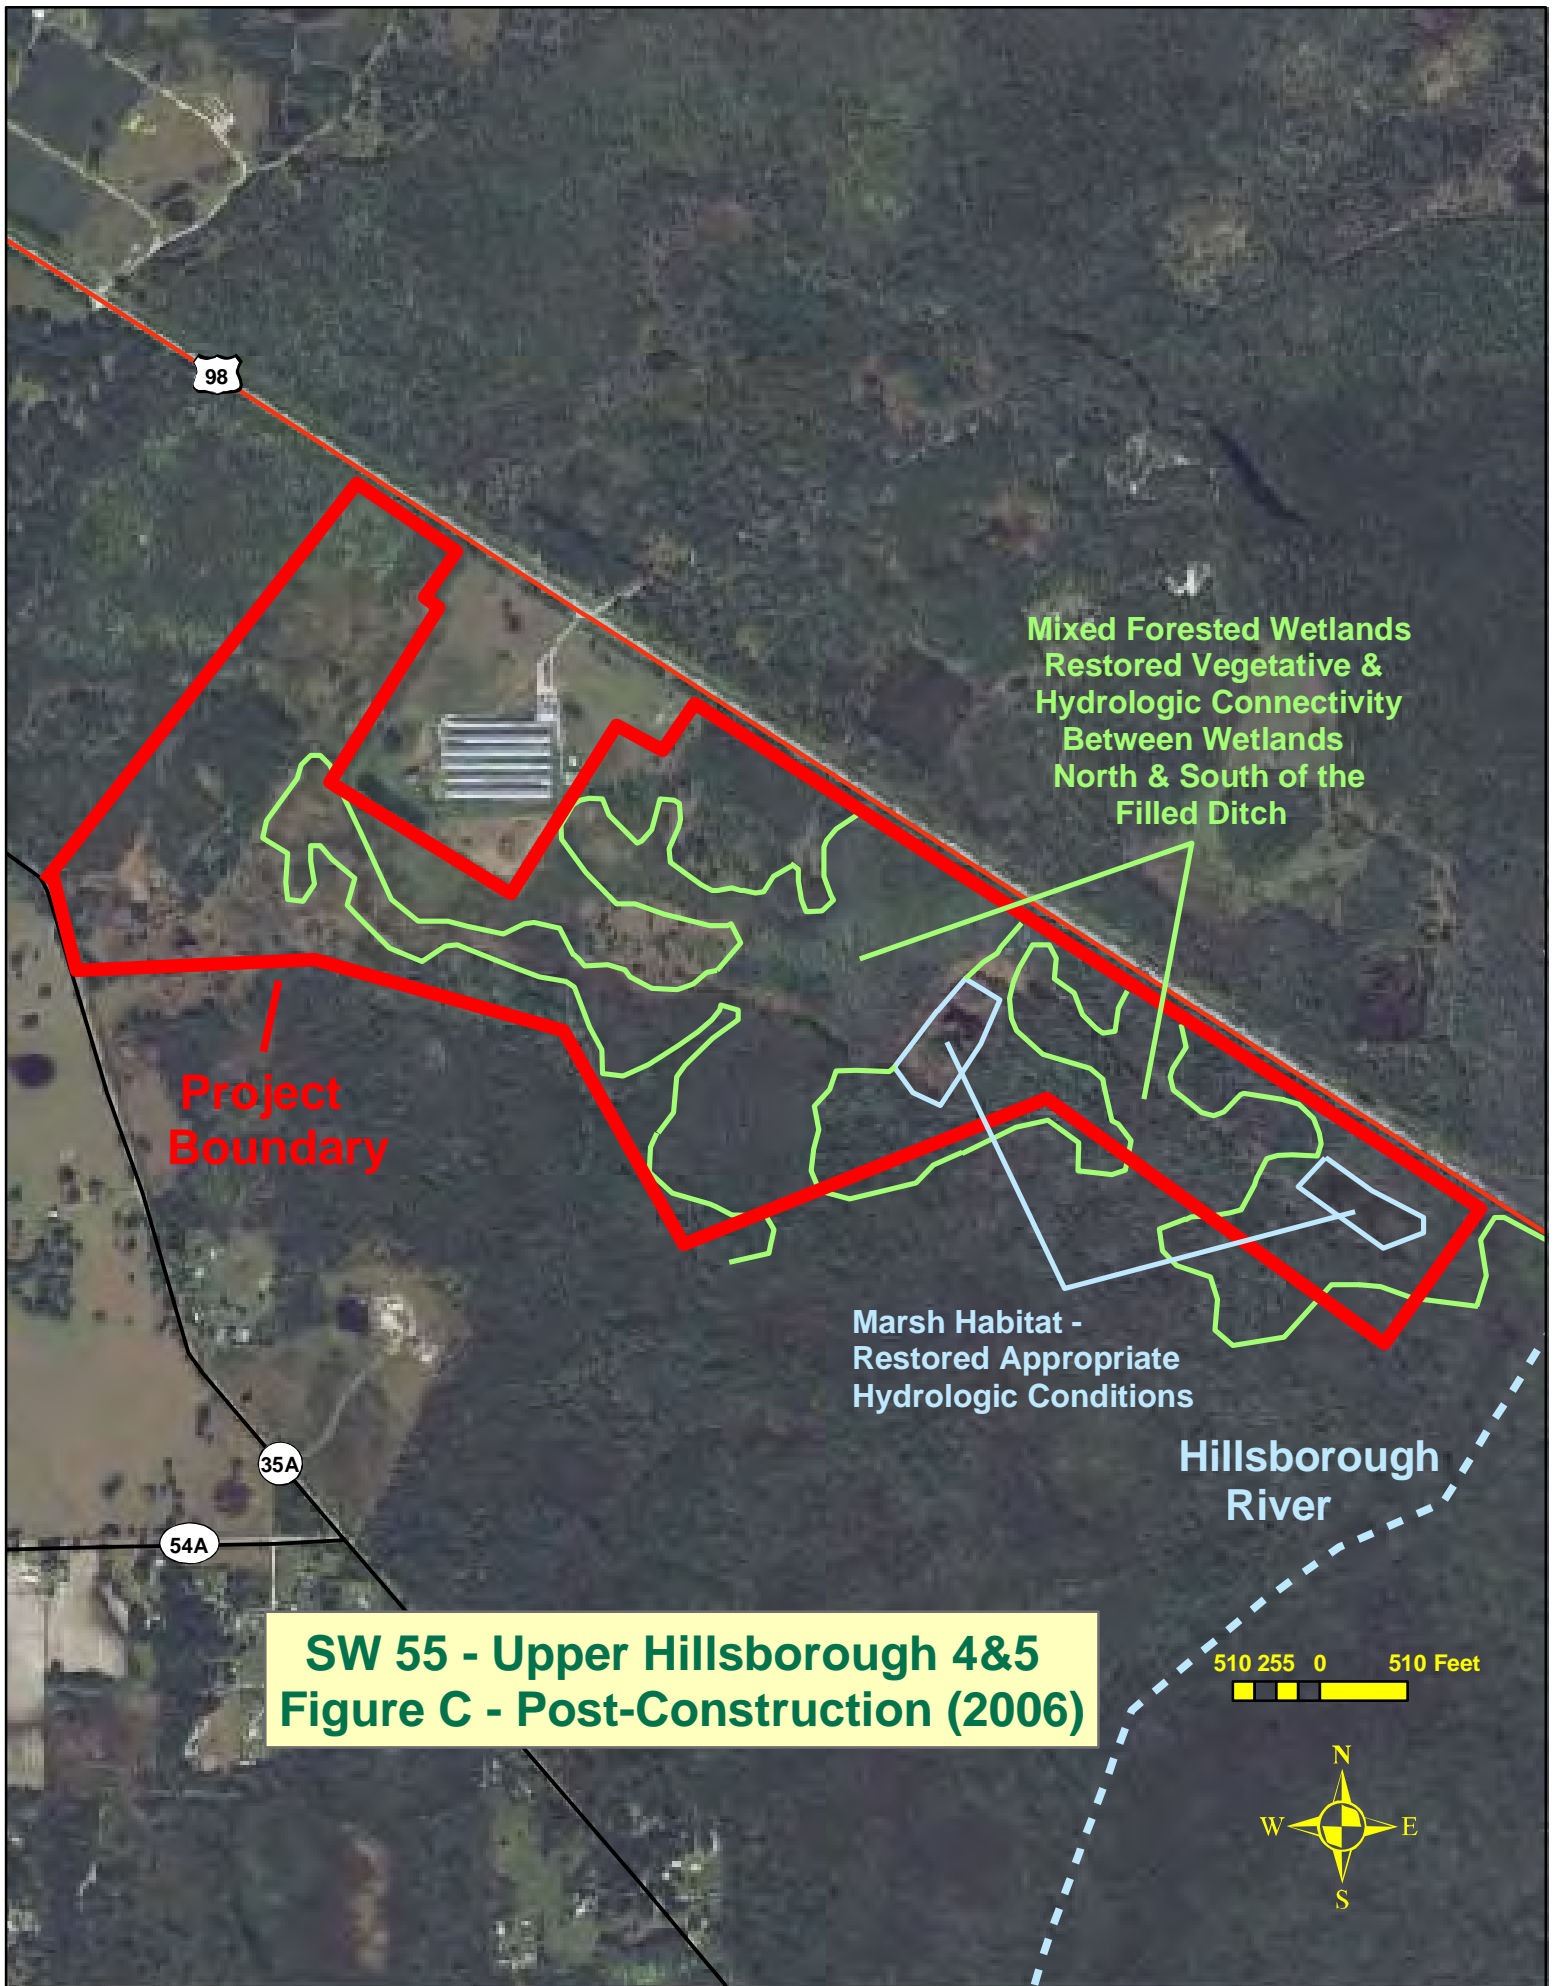 98
Mixed Forested Wetlands
Restored Vegetative &
Hydrologic Connectivity
Between Wetlands
North & South of the
Filled Ditch
Project
Boundary
Marsh Habitat -
Restored Appropriate
Hydrologic Conditions
Hillsborough
River
35A
54A
SW 55 - Upper Hillsborough 4&5
Figure C - Post-Construction (2006)
510 255 0 510 Feet
N
W E
S